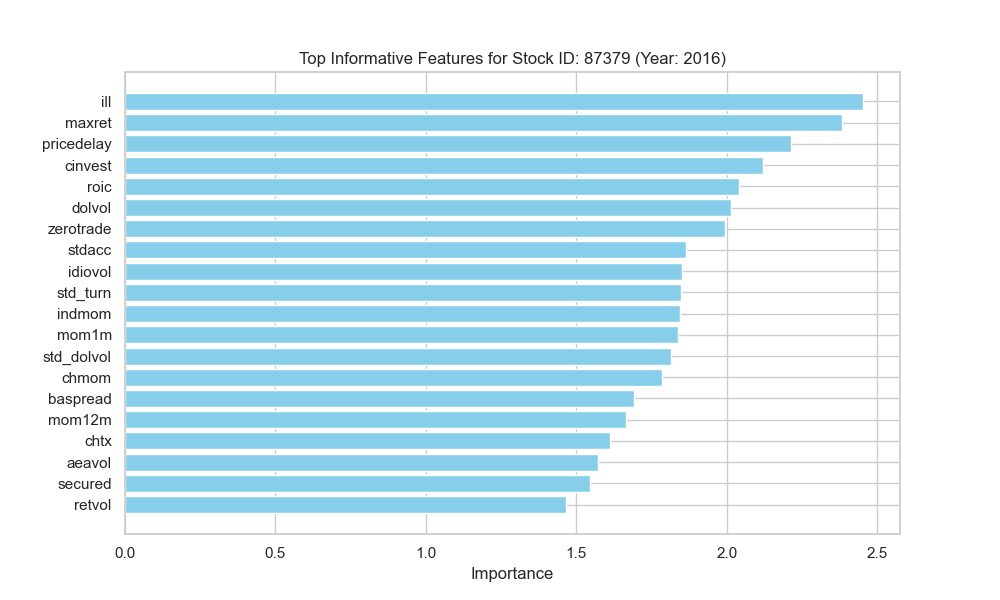 Top Informative Features for Stock ID: 87379 (Year: 2016)
ill
maxret
pricedelay
cinvest
roic
dolvol
zerotrade
stdacc
idiovol
std_turn
indmom
mom1m
std_dolvol
chmom
baspread
mom12m
chtx
aeavol
secured
retvol
0.0 0.5 1.0 1.5 2.0 2.5
Importance